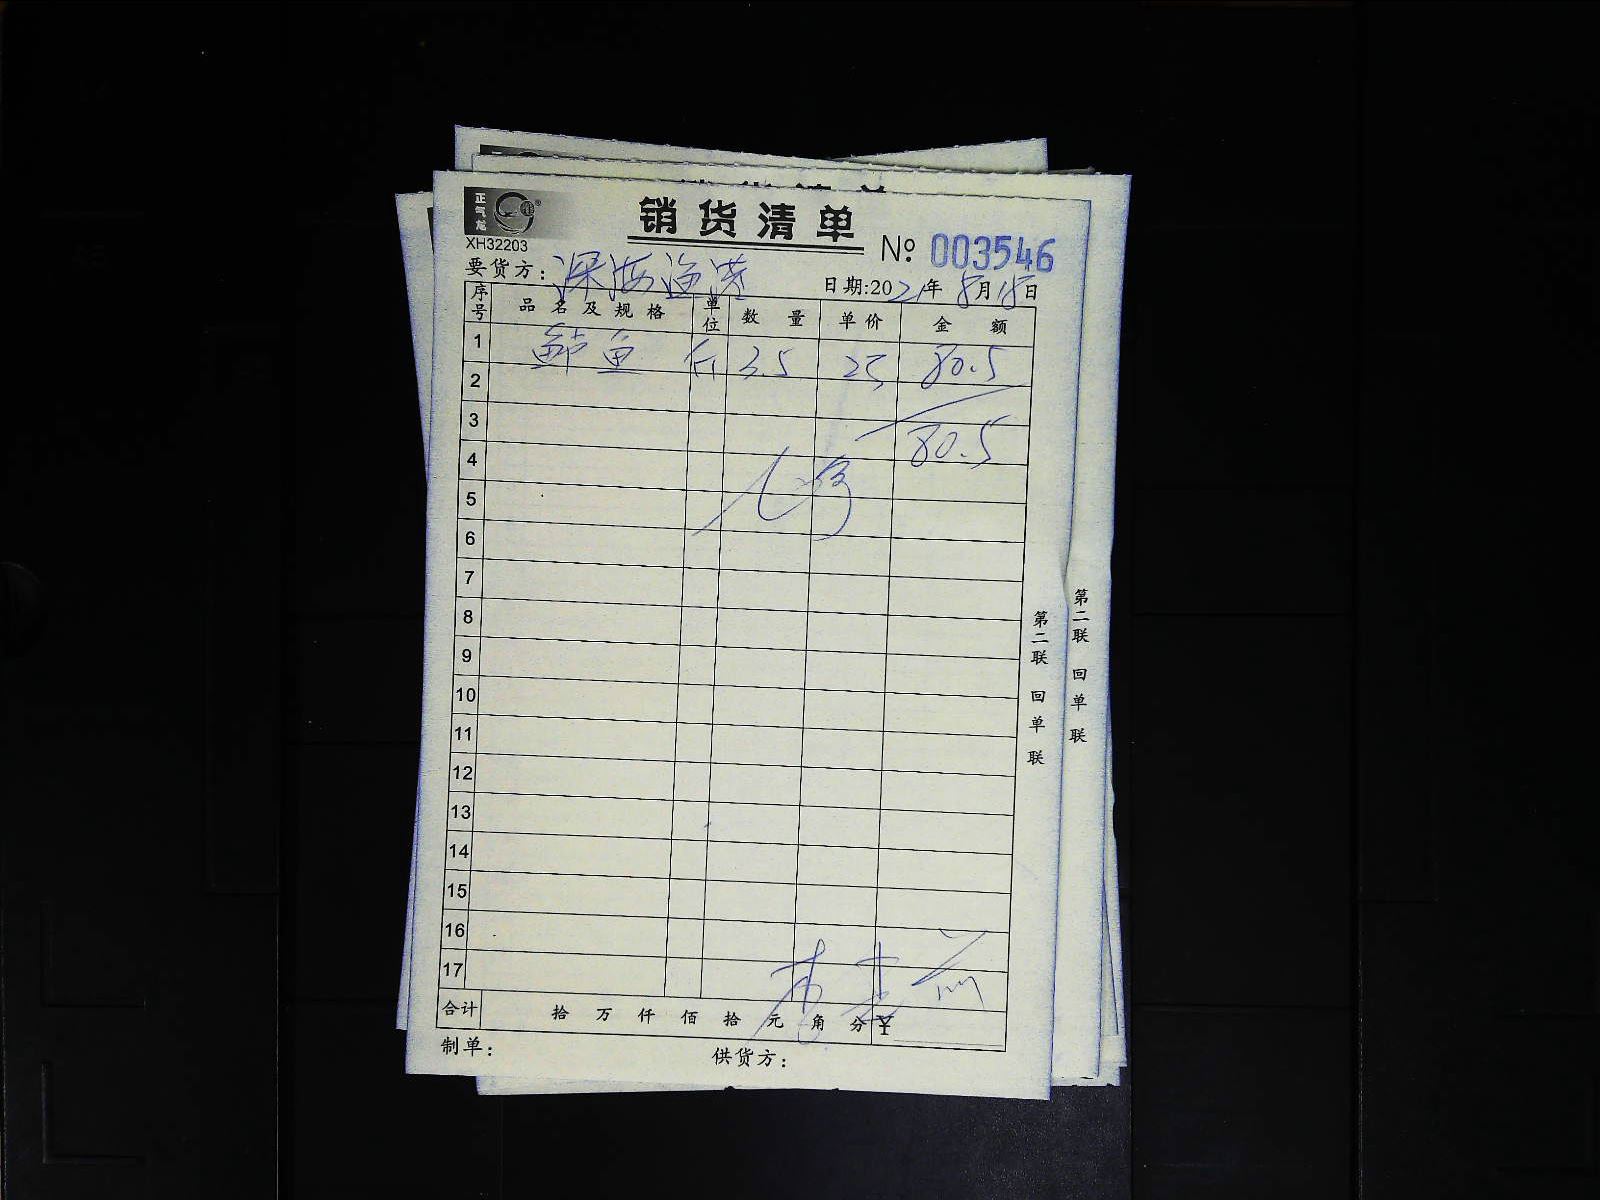 正气龙
XH32203
销货清单
№ 003546
要货方: 深海渔港
日期:2021年8月18日
序号 品名及规格 单位 数量 单价 金额
1 鲈鱼 斤 3.5 23 80.5
2
3 80.5
4
5
6
7
8
9
10
11
12
13
14
15
16
17
合计 拾 万 仟 佰 拾 元 角 分 ¥
制单: 供货方:
第二联 回单联
第二联 回单联